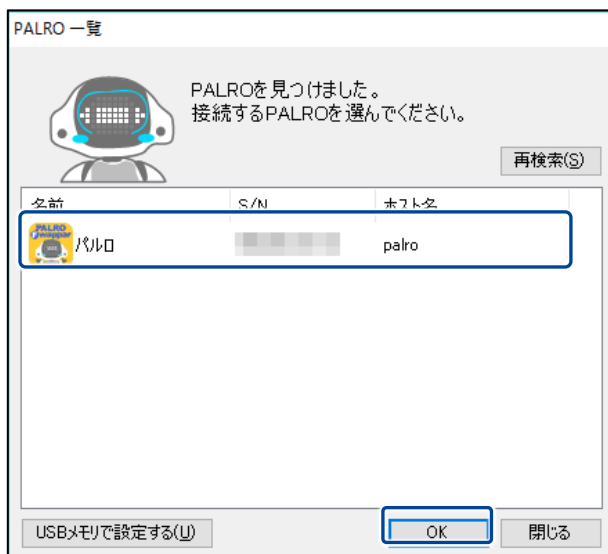 PALRO 一覧
PALROを見つけました。
接続するPALROを選んでください。
再検索(S)
名前 S/N ホスト名
PALRO
パルロ palro
USBメモリで設定する(U) OK 閉じる